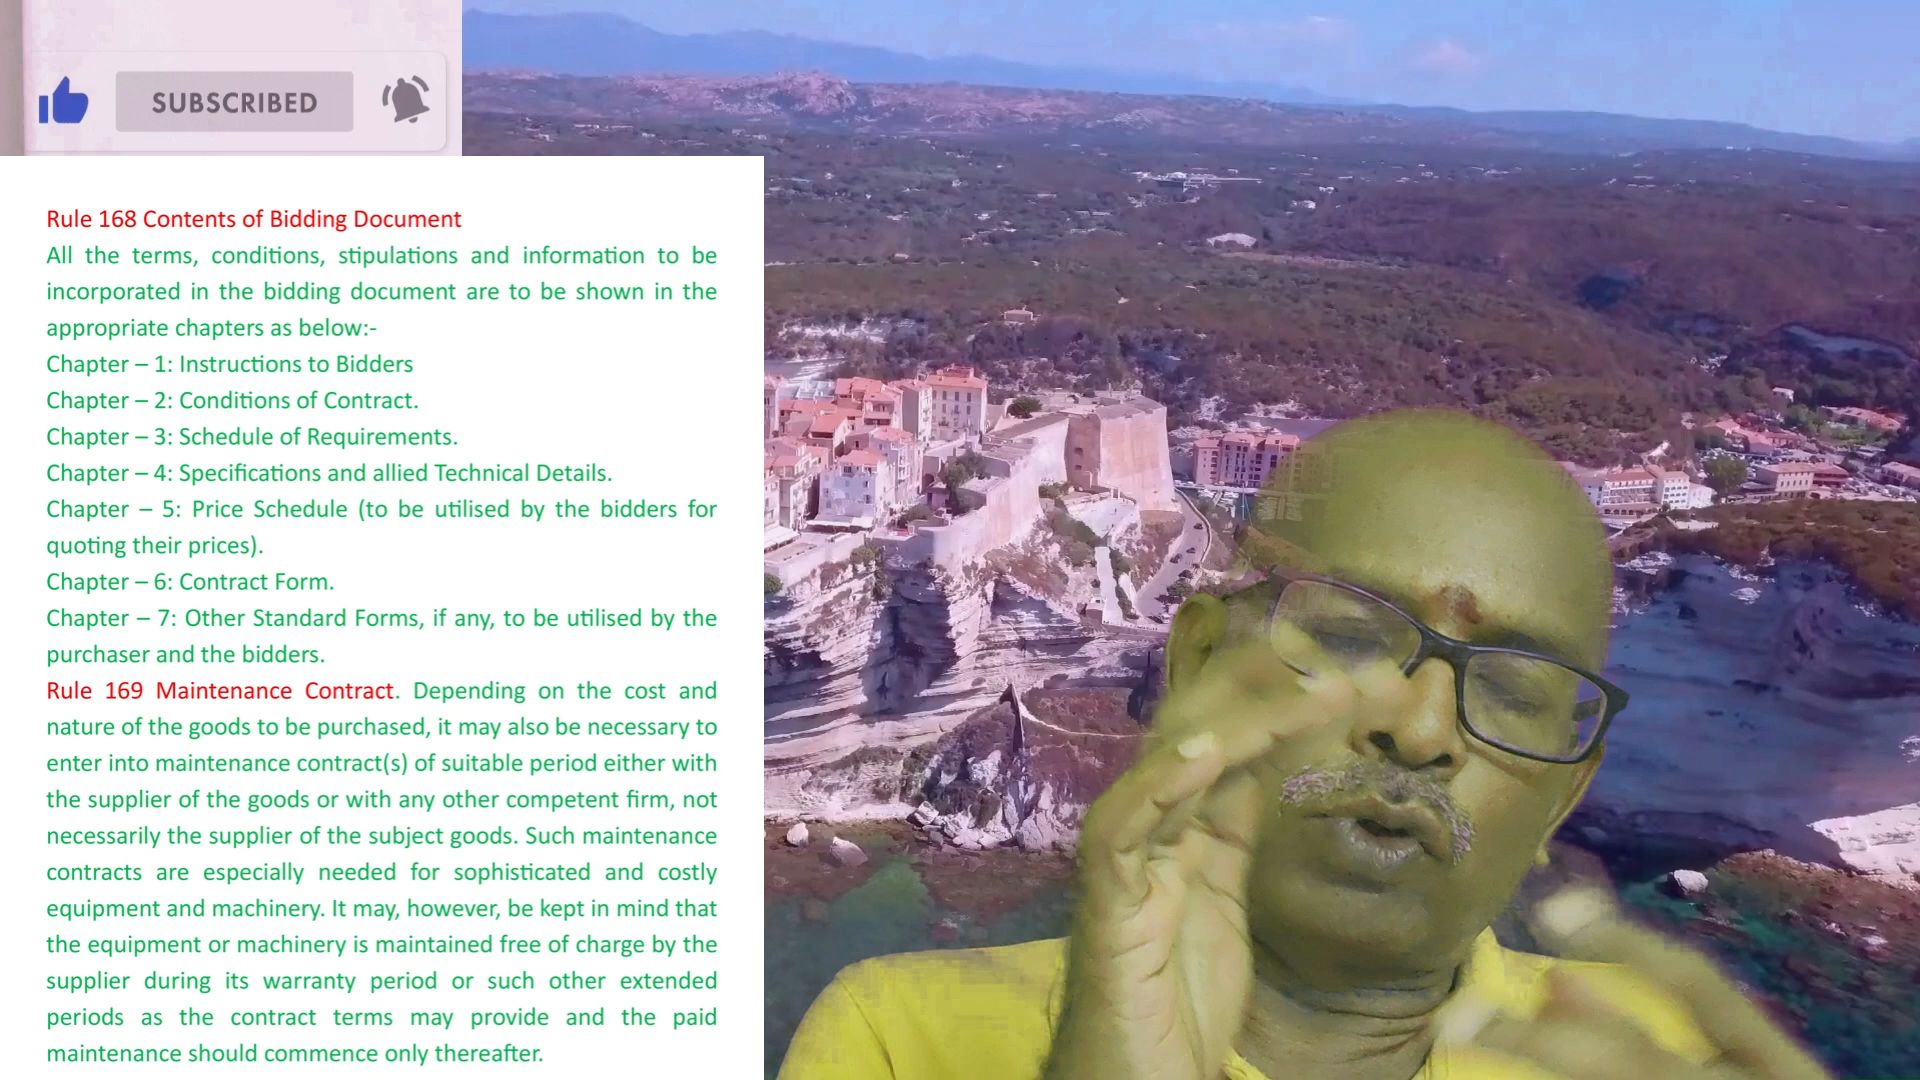 SUBSCRIBED
Rule 168 Contents of Bidding Document
All the terms, conditions, stipulations and information to be
incorporated in the bidding document are to be shown in the
appropriate chapters as below:-
Chapter – 1: Instructions to Bidders
Chapter – 2: Conditions of Contract.
Chapter – 3: Schedule of Requirements.
Chapter – 4: Specifications and allied Technical Details.
Chapter – 5: Price Schedule (to be utilised by the bidders for
quoting their prices).
Chapter – 6: Contract Form.
Chapter – 7: Other Standard Forms, if any, to be utilised by the
purchaser and the bidders.
Rule 169 Maintenance Contract. Depending on the cost and
nature of the goods to be purchased, it may also be necessary to
enter into maintenance contract(s) of suitable period either with
the supplier of the goods or with any other competent firm, not
necessarily the supplier of the subject goods. Such maintenance
contracts are especially needed for sophisticated and costly
equipment and machinery. It may, however, be kept in mind that
the equipment or machinery is maintained free of charge by the
supplier during its warranty period or such other extended
periods as the contract terms may provide and the paid
maintenance should commence only thereafter.